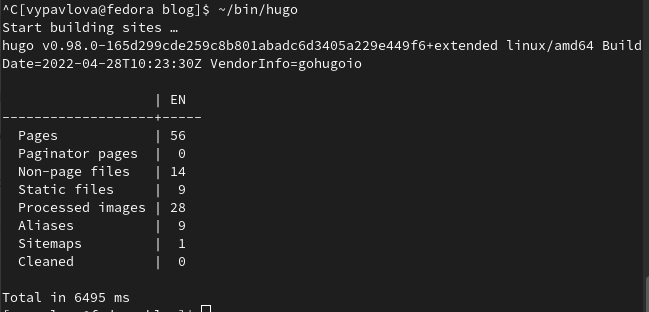 ^C[vypavlova@fedora blog]$ ~/bin/hugo
Start building sites …
hugo v0.98.0-165d299cde259c8b801abadc6d3405a229e449f6+extended linux/amd64 Build
Date=2022-04-28T10:23:30Z VendorInfo=gohugoio
                   | EN
-------------------+-----
  Pages            | 56
  Paginator pages  |  0
  Non-page files   | 14
  Static files     |  9
  Processed images | 28
  Aliases          |  9
  Sitemaps         |  1
  Cleaned          |  0
Total in 6495 ms